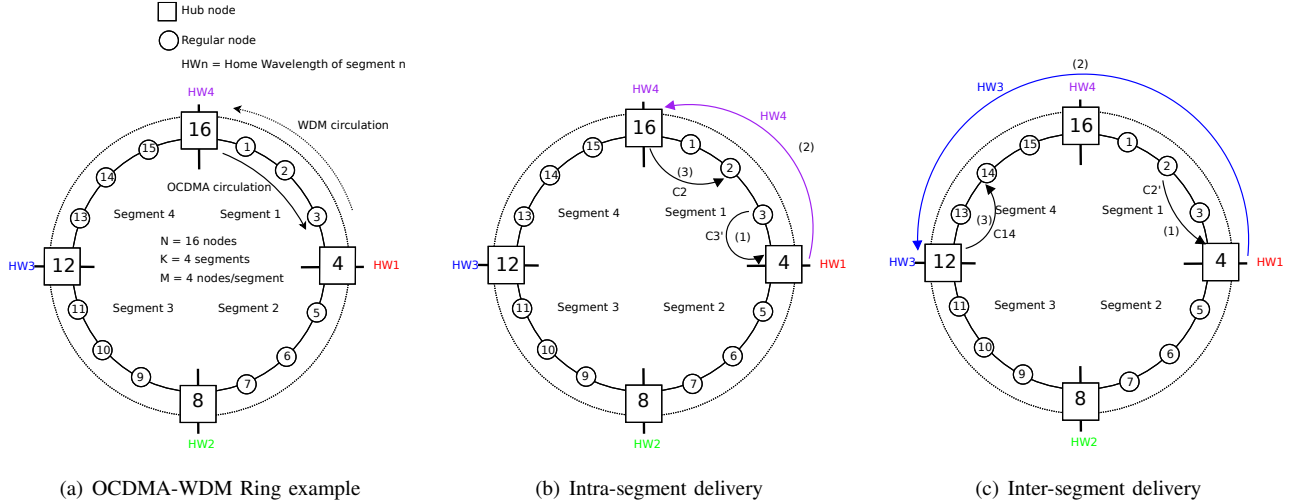 Hub node
Regular node
HWn = Home Wavelength of segment n
HW4
WDM circulation
16
1
2
3
4
5
6
7
8
9
10
11
12
13
14
15
OCDMA circulation
Segment 4
Segment 1
N = 16 nodes
K = 4 segments
M = 4 nodes/segment
HW3
HW1
Segment 3
Segment 2
HW2
(a) OCDMA-WDM Ring example
HW4
HW4
(2)
16
1
2
3
4
5
6
7
8
9
10
11
12
13
14
15
(3)
C2
Segment 4
Segment 1
C3'
(1)
HW3
HW1
Segment 3
Segment 2
HW2
(b) Intra-segment delivery
(2)
HW3
HW4
16
1
2
3
4
5
6
7
8
9
10
11
12
13
14
15
C2'
(1)
Segment 4
Segment 1
(3)
C14
HW3
HW1
Segment 3
Segment 2
HW2
(c) Inter-segment delivery